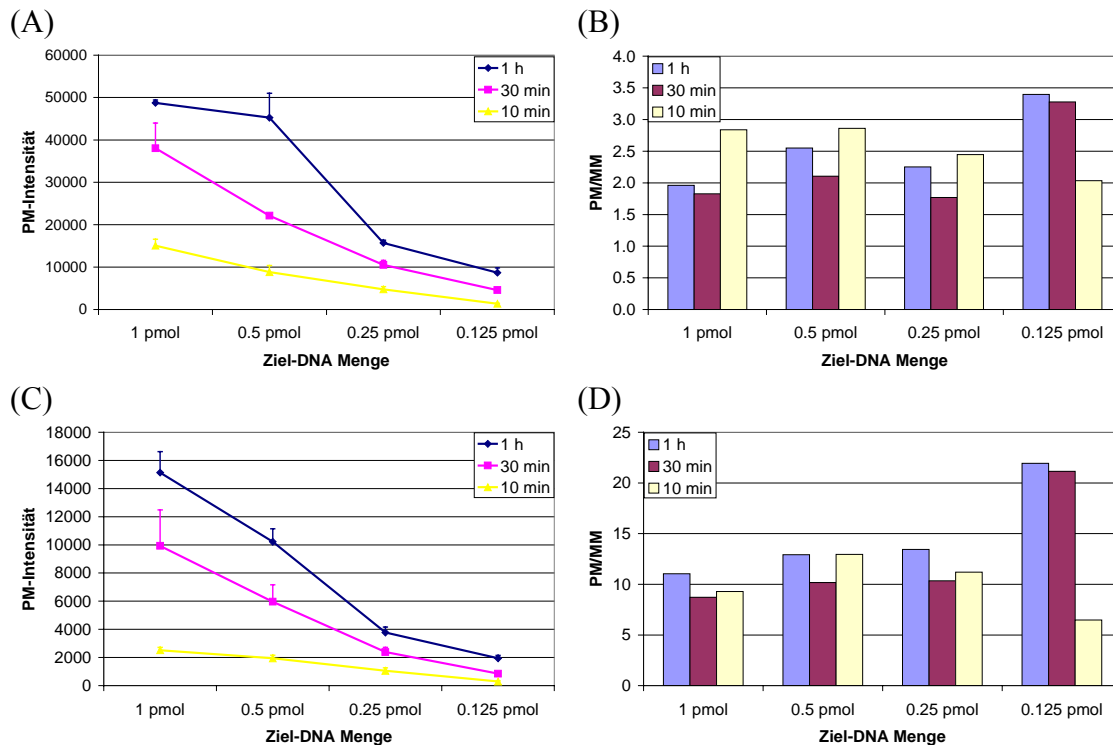 (A)
60000
50000
40000
30000
20000
10000
0
PM-Intensität
1 h
30 min
10 min
1 pmol 0.5 pmol 0.25 pmol 0.125 pmol
Ziel-DNA Menge
(B)
4.0
3.5
3.0
2.5
2.0
1.5
1.0
0.5
0.0
PM/MM
1 h
30 min
10 min
1 pmol 0.5 pmol 0.25 pmol 0.125 pmol
Ziel-DNA Menge
(C)
18000
16000
14000
12000
10000
8000
6000
4000
2000
0
PM-Intensität
1 h
30 min
10 min
1 pmol 0.5 pmol 0.25 pmol 0.125 pmol
Ziel-DNA Menge
(D)
25
20
15
10
5
0
PM/MM
1 h
30 min
10 min
1 pmol 0.5 pmol 0.25 pmol 0.125 pmol
Ziel-DNA Menge